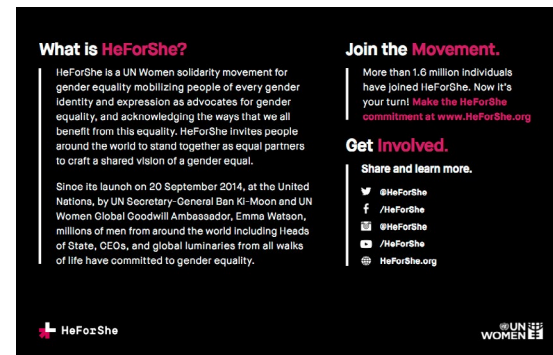 What is HeForShe?
HeForShe is a UN Women solidarity movement for
gender equality mobilizing people of every gender
identity and expression as advocates for gender
equality, and acknowledging the ways that we all
benefit from this equality. HeForShe invites people
around the world to stand together as equal partners
to craft a shared vision of a gender equal.
Since its launch on 20 September 2014, at the United
Nations, by UN Secretary-General Ban Ki-Moon and UN
Women Global Goodwill Ambassador, Emma Watson,
millions of men from around the world including Heads
of State, CEOs, and global luminaries from all walks
of life have committed to gender equality.
Join the Movement.
More than 1.6 million individuals
have joined HeForShe. Now it's
your turn! Make the HeForShe
commitment at www.HeForShe.org
Get Involved.
Share and learn more.
@HeForShe
/HeForShe
@HeForShe
/HeForShe
HeForShe.org
HeForShe
UN
WOMEN